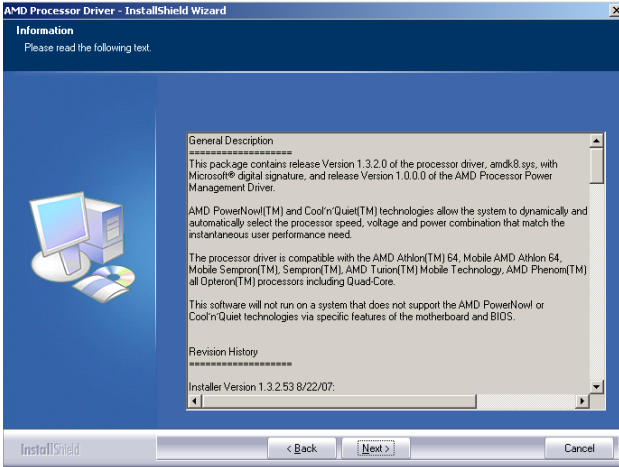 AMD Processor Driver - InstallShield Wizard
Information
Please read the following text.
General Description
===================
This package contains release Version 1.3.2.0 of the processor driver, amdk8.sys, with
Microsoft® digital signature, and release Version 1.0.0.0 of the AMD Processor Power
Management Driver.
AMD PowerNow!(TM) and Cool'n'Quiet(TM) technologies allow the system to dynamically and
automatically select the processor speed, voltage and power combination that match the
instantaneous user performance need.
The processor driver is compatible with the AMD Athlon(TM) 64, Mobile AMD Athlon 64,
Mobile Sempron(TM), Sempron(TM), AMD Turion(TM) Mobile Technology, AMD Phenom(TM)
all Opteron(TM) processors including Quad-Core.
This software will not run on a system that does not support the AMD PowerNow! or
Cool'n'Quiet technologies via specific features of the motherboard and BIOS.
Revision History
===================
Installer Version 1.3.2.53 8/22/07:
InstallShield
< Back
Next >
Cancel